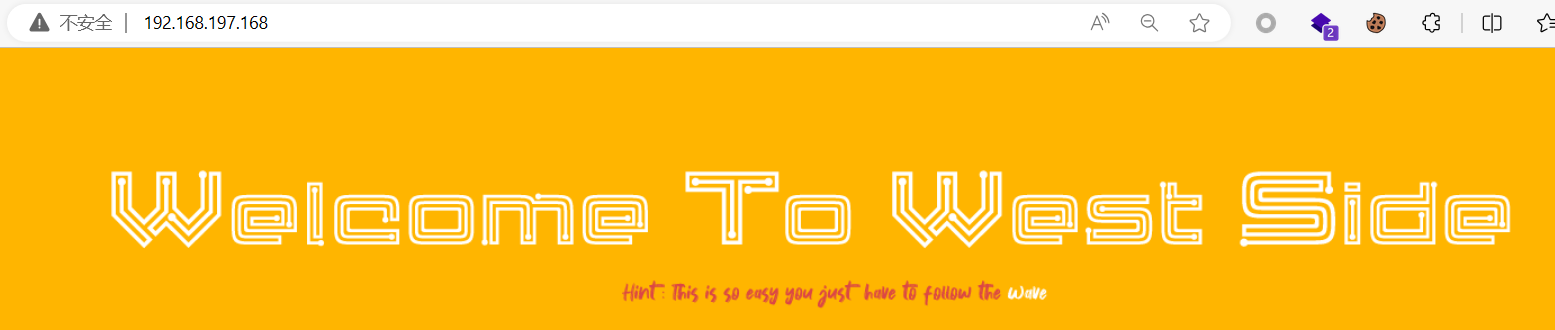 不安全 192.168.197.168
2
Welcome To West Side
Hint: This is so easy you just have to follow the wave